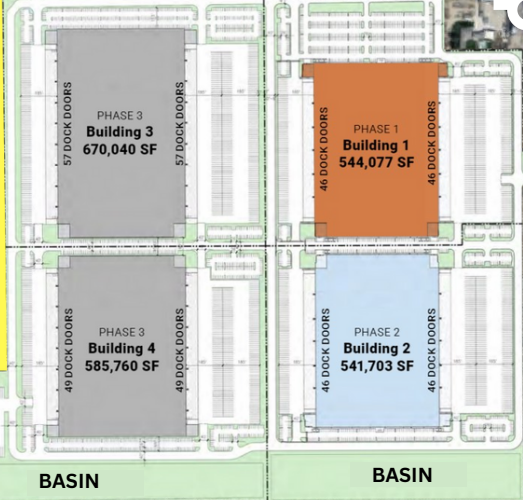 57 DOCK DOORS
PHASE 3
Building 3
670,040 SF
57 DOCK DOORS
46 DOCK DOORS
PHASE 1
Building 1
544,077 SF
46 DOCK DOORS
49 DOCK DOORS
PHASE 3
Building 4
585,760 SF
49 DOCK DOORS
46 DOCK DOORS
PHASE 2
Building 2
541,703 SF
46 DOCK DOORS
BASIN
BASIN